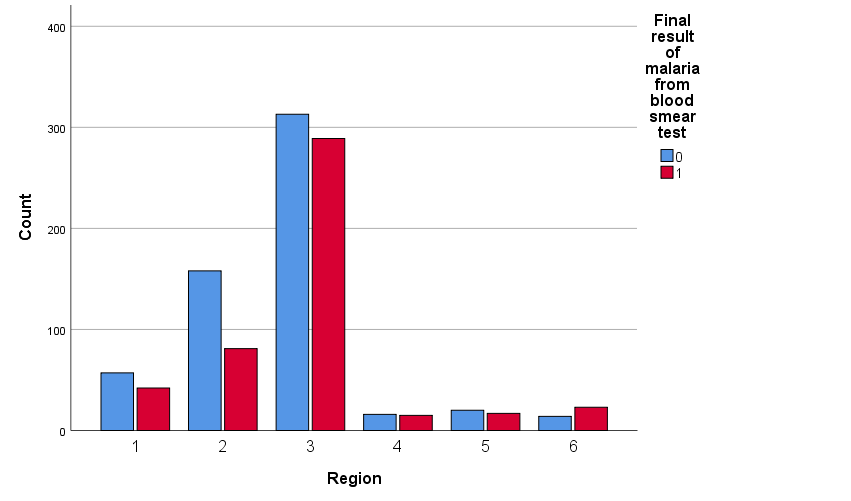 Final
result
of
malaria
from
blood
smear
test
0
1
400
300
200
100
0
Count
1 2 3 4 5 6
Region